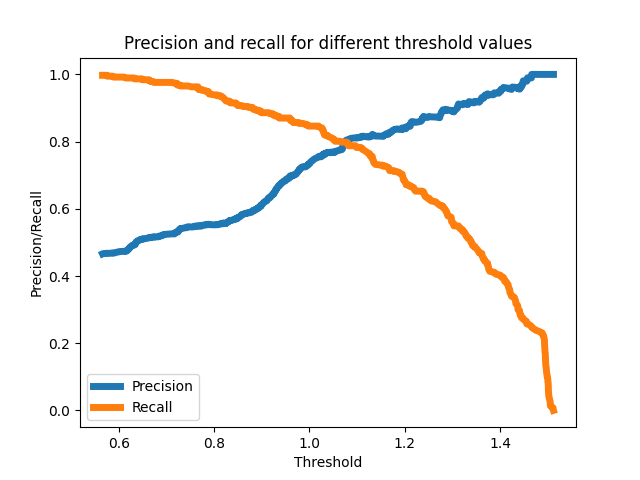 Precision and recall for different threshold values
Precision/Recall
1.0
0.8
0.6
0.4
0.2
0.0
Precision
Recall
0.6 0.8 1.0 1.2 1.4
Threshold